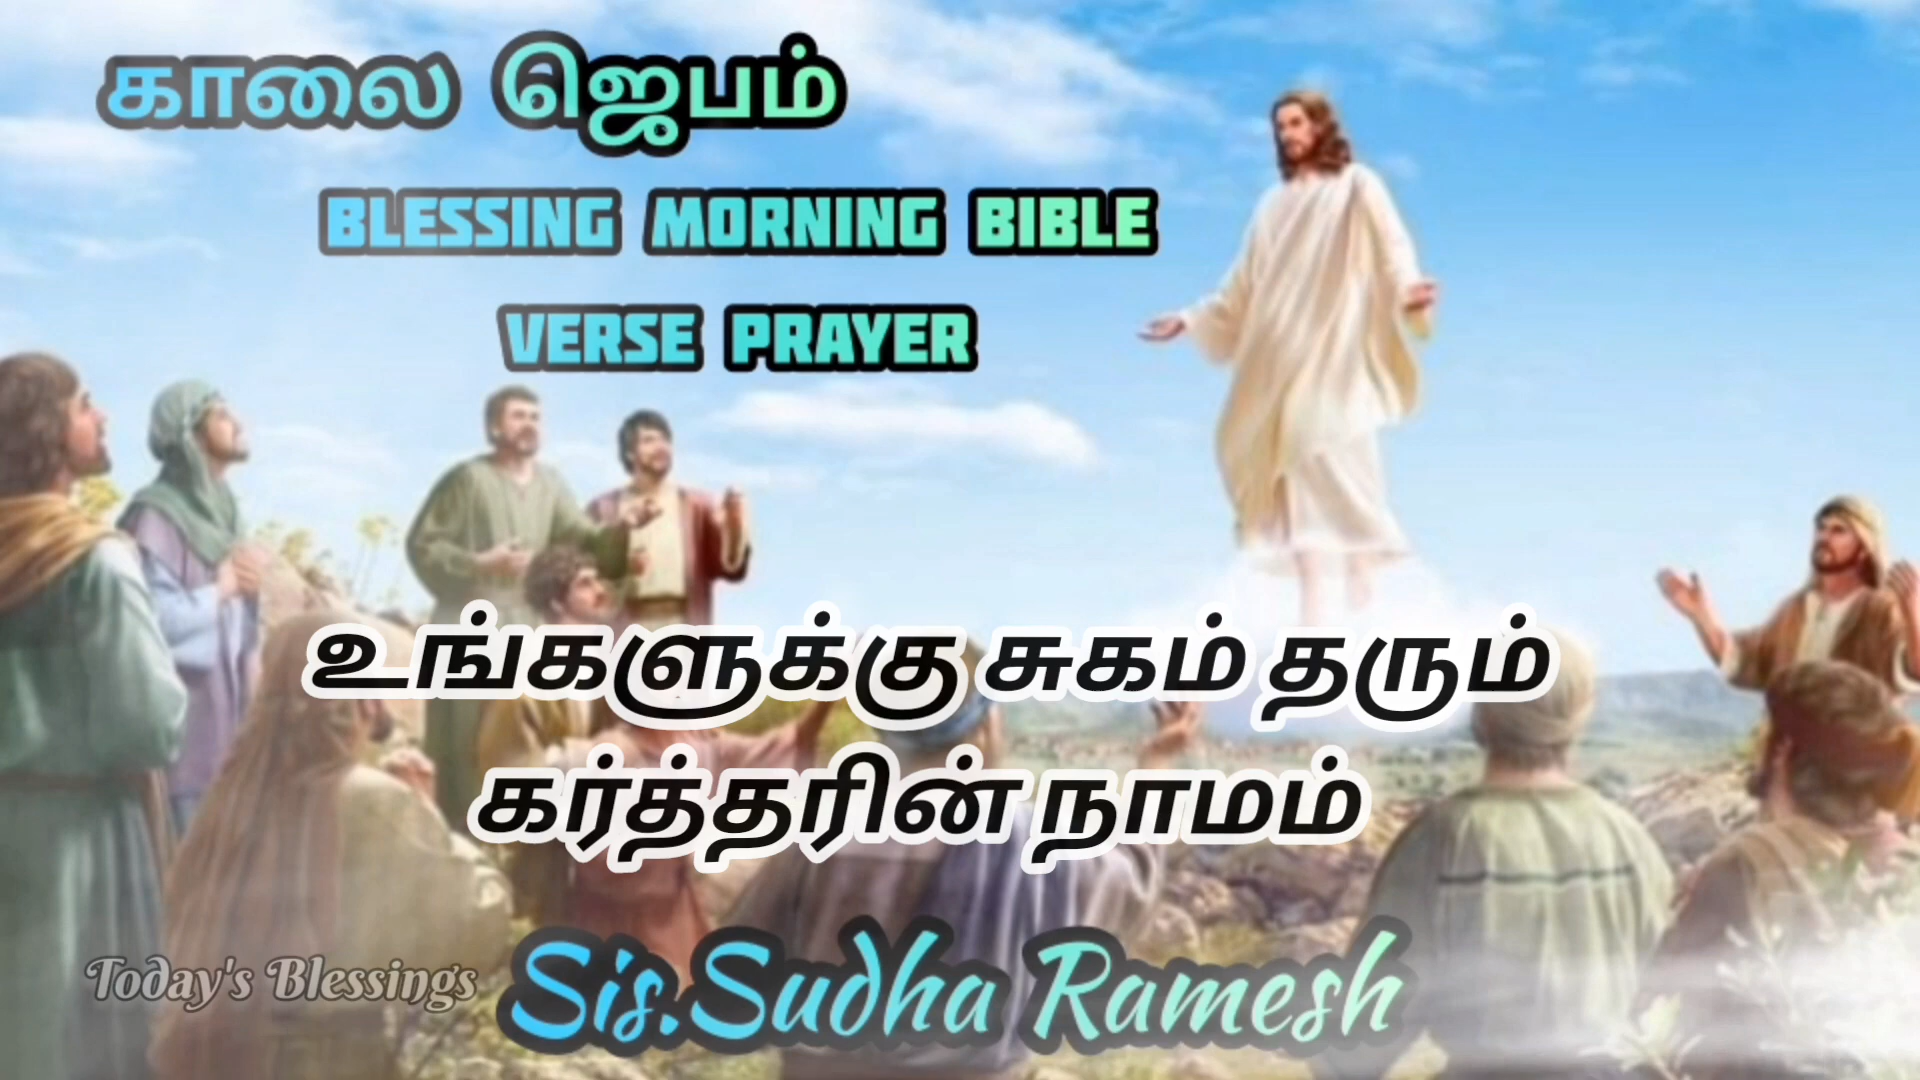 காலை ஜெபம்
BLESSING MORNING BIBLE
VERSE PRAYER
உங்களுக்கு சுகம் தரும்
கர்த்தரின் நாமம்
Today's Blessings
Sis.Sudha Ramesh